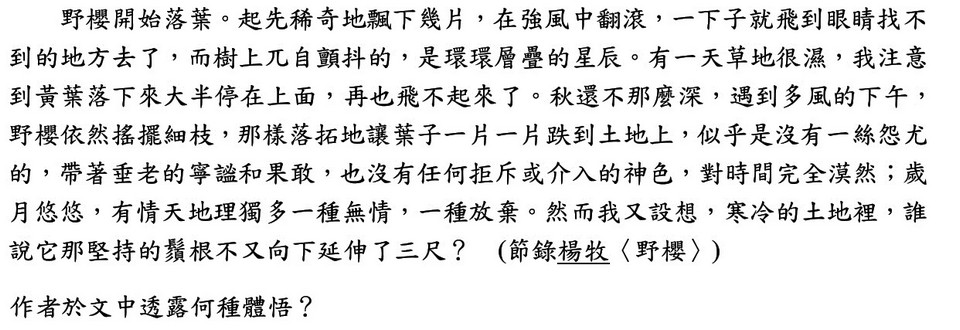 野櫻開始落葉。起先稀奇地飄下幾片，在強風中翻滾，一下子就飛到眼睛找不
到的地方去了，而樹上兀自顫抖的，是環環層疊的星辰。有一天草地很濕，我注意
到黃葉落下來大半停在上面，再也飛不起來了。秋還不那麼深，遇到多風的下午，
野櫻依然搖擺細枝，那樣落拓地讓葉子一片一片跌到土地上，似乎是沒有一絲怨尤
的，帶著垂老的寧謐和果敢，也沒有任何拒斥或介入的神色，對時間完全漠然；歲
月悠悠，有情天地理獨多一種無情，一種放棄。然而我又設想，寒冷的土地裡，誰
說它那堅持的鬚根不又向下延伸了三尺？ (節錄楊牧〈野櫻〉)
作者於文中透露何種體悟？